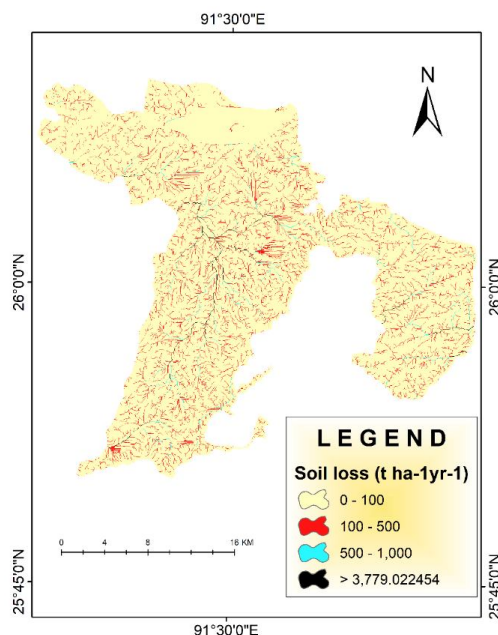 91°30'0"E
N
26°0'0"N
26°0'0"N
LEGEND
Soil loss (t ha-1yr-1)
0 - 100
100 - 500
500 - 1,000
> 3,779.022454
0 2 4 8 12 16 KM
25°45'0"N
25°45'0"N
91°30'0"E